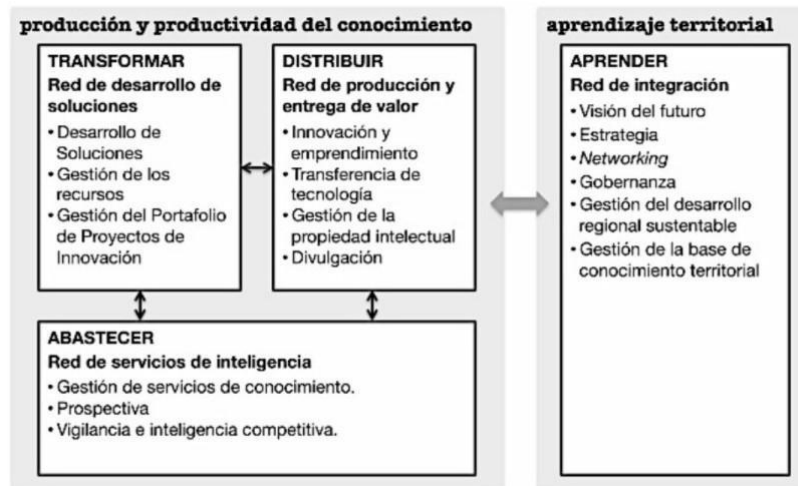 producción y productividad del conocimiento
TRANSFORMAR
Red de desarrollo de
soluciones
• Desarrollo de
Soluciones
• Gestión de los
recursos
• Gestión del Portafolio
de Proyectos de
Innovación
DISTRIBUIR
Red de producción y
entrega de valor
• Innovación y
emprendimiento
• Transferencia de
tecnología
• Gestión de la
propiedad intelectual
• Divulgación
ABASTECER
Red de servicios de inteligencia
• Gestión de servicios de conocimiento.
• Prospectiva
• Vigilancia e inteligencia competitiva.
aprendizaje territorial
APRENDER
Red de integración
• Visión del futuro
• Estrategia
• Networking
• Gobernanza
• Gestión del desarrollo
regional sustentable
• Gestión de la base de
conocimiento territorial